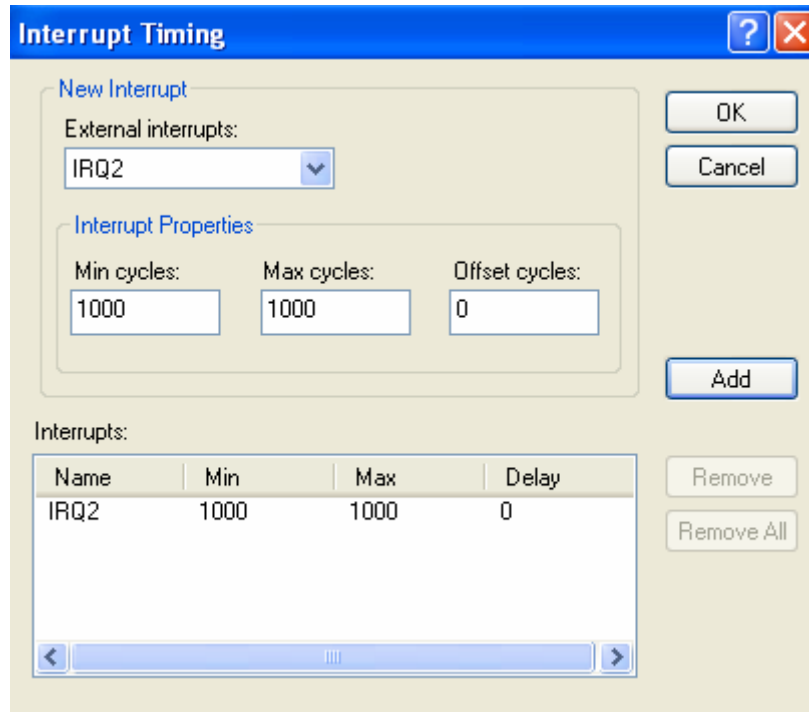 Interrupt Timing
New Interrupt
External interrupts:
IRQ2
Interrupt Properties
Min cycles: Max cycles: Offset cycles:
1000 1000 0
OK
Cancel
Add
Interrupts:
Name Min Max Delay
IRQ2 1000 1000 0
Remove
Remove All